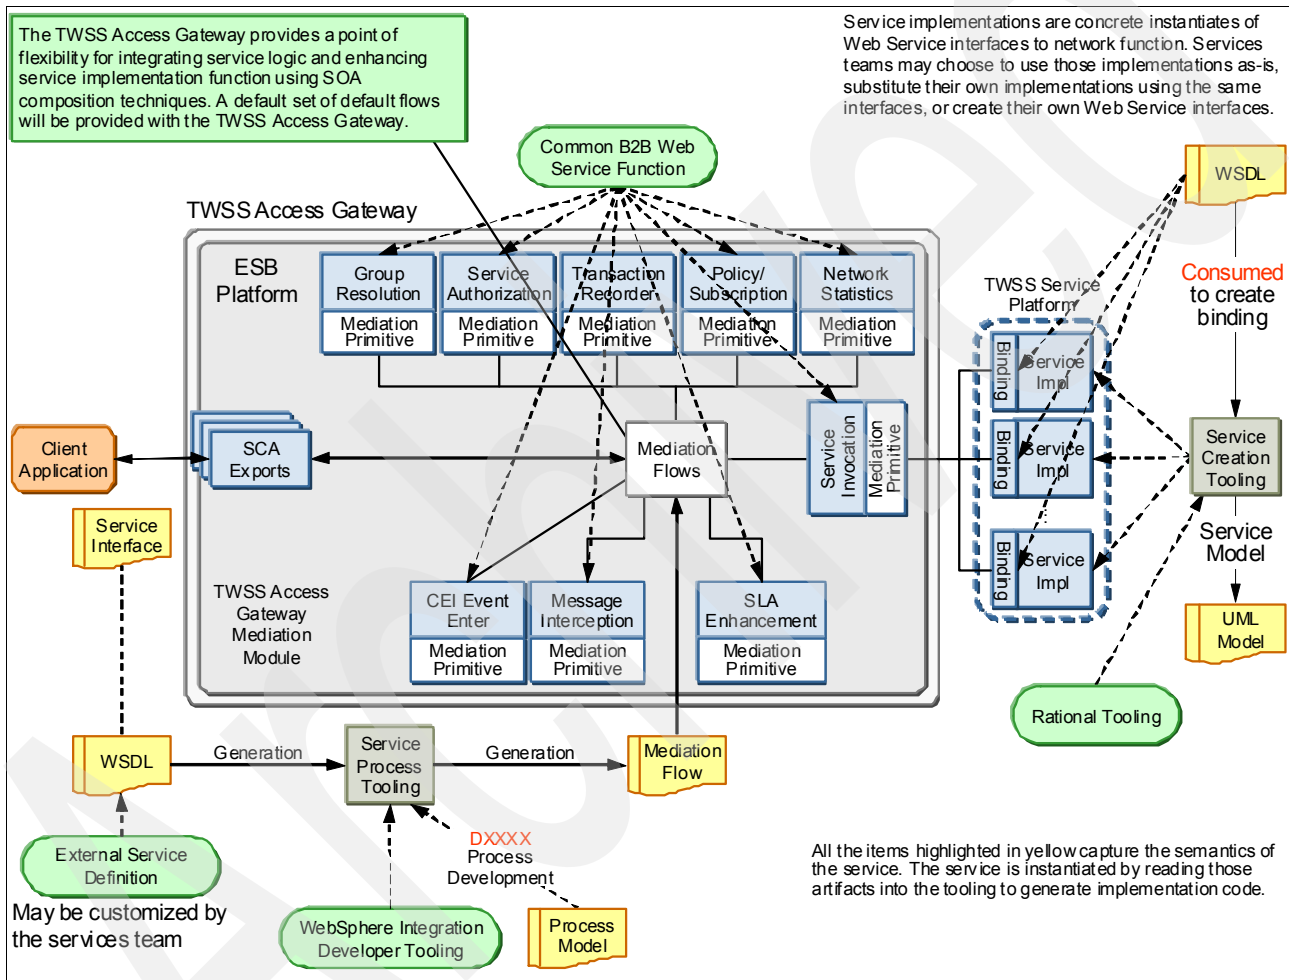 The TWSS Access Gateway provides a point of
flexibility for integrating service logic and enhancing
service implementation function using SOA
composition techniques. A default set of default flows
will be provided with the TWSS Access Gateway.
Service implementations are concrete instantiates of
Web Service interfaces to network function. Services
teams may choose to use those implementations as-is,
substitute their own implementations using the same
interfaces, or create their own Web Service interfaces.
Common B2B Web
Service Function
WSDL
TWSS Access Gateway
ESB
Platform
Group
Resolution
Mediation
Primitive
Service
Authorization
Mediation
Primitive
Transaction
Recorder
Mediation
Primitive
Policy/
Subscription
Mediation
Primitive
Network
Statistics
Mediation
Primitive
TWSS Service
Platform
Consumed
to create
binding
Binding
Service
Impl
Binding
Service
Impl
Binding
Service
Impl
Client
Application
SCA
Exports
Mediation
Flows
Service
Invocation
Mediation
Primitive
Service
Creation
Tooling
Service
Interface
Service
Model
TWSS Access
Gateway
Mediation
Module
CEI Event
Enter
Mediation
Primitive
Message
Interception
Mediation
Primitive
SLA
Enhancement
Mediation
Primitive
UML
Model
Rational Tooling
WSDL
Generation
Service
Process
Tooling
Generation
Mediation
Flow
DXXXX
Process
Development
External Service
Definition
May be customized by
the services team
WebSphere Integration
Developer Tooling
Process
Model
All the items highlighted in yellow capture the semantics of
the service. The service is instantiated by reading those
artifacts into the tooling to generate implementation code.